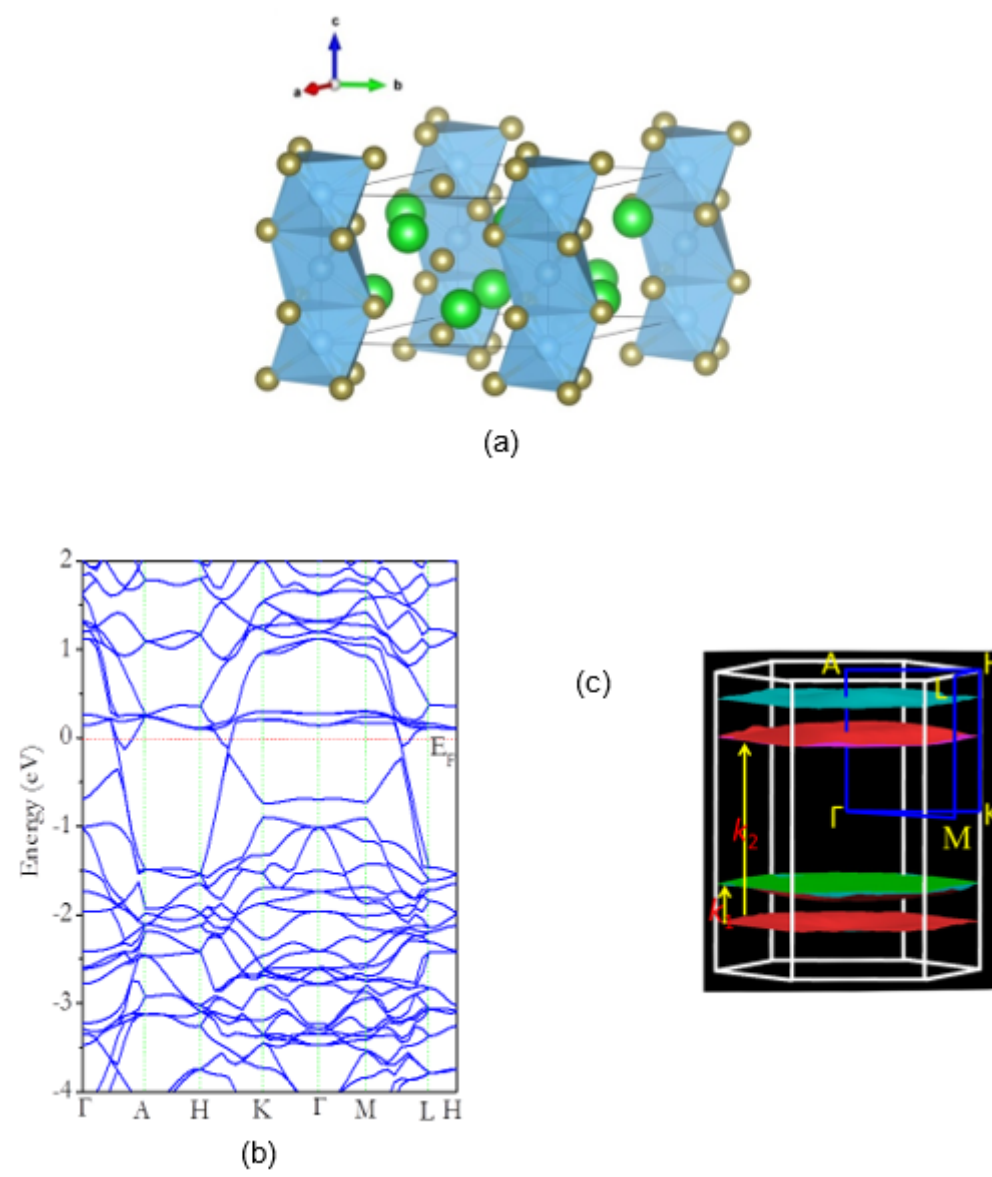 c
a
b
(a)
2
1
0
-1
-2
-3
-4
Energy (eV)
E_F
Γ A H K Γ M L H
(b)
(c)
A
H
L
Γ
K
M
k₂
k₁